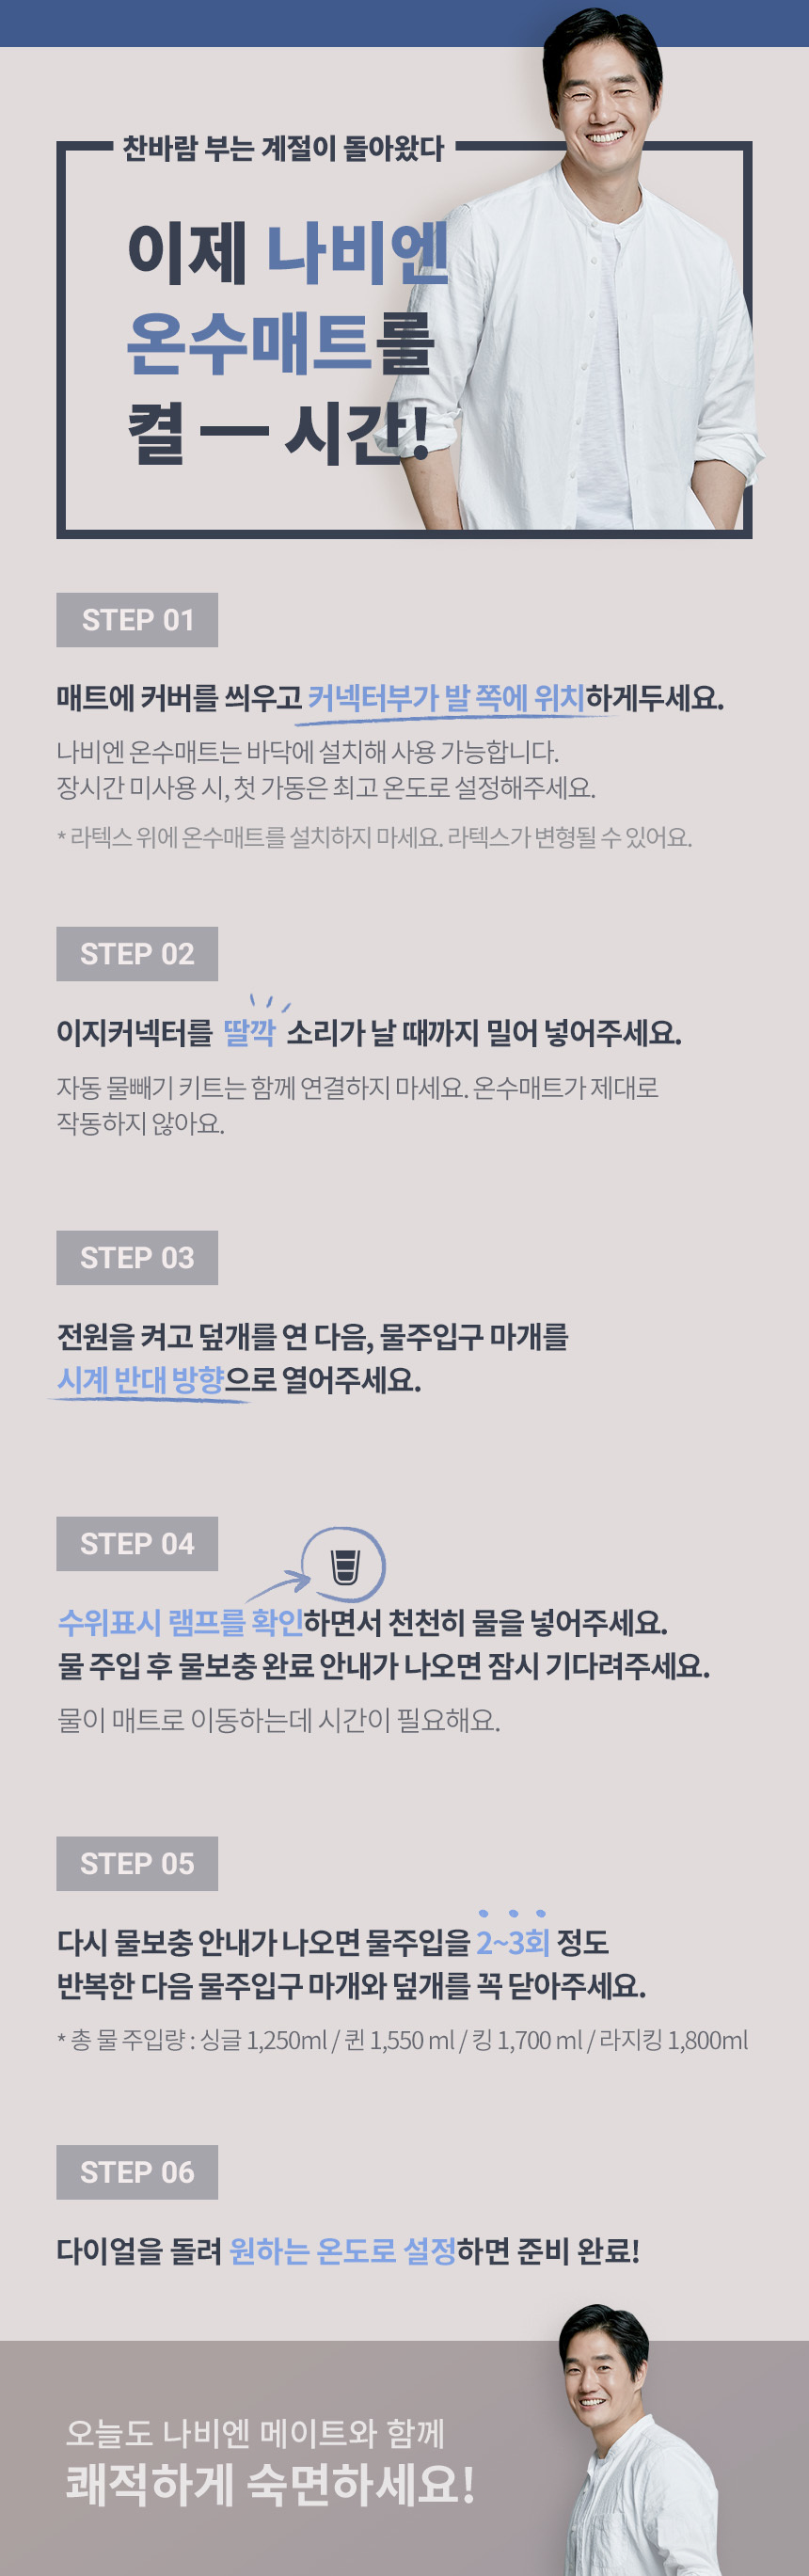 찬바람 부는 계절이 돌아왔다
이제 나비엔
온수매트를
켤 — 시간!
STEP 01
매트에 커버를 씌우고 커넥터부가 발 쪽에 위치하게두세요.
나비엔 온수매트는 바닥에 설치해 사용 가능합니다.
장시간 미사용 시, 첫 가동은 최고 온도로 설정해주세요.
* 라텍스 위에 온수매트를 설치하지 마세요. 라텍스가 변형될 수 있어요.
STEP 02
이지커넥터를 딸깍 소리가 날 때까지 밀어 넣어주세요.
자동 물빼기 키트는 함께 연결하지 마세요. 온수매트가 제대로
작동하지 않아요.
STEP 03
전원을 켜고 덮개를 연 다음, 물주입구 마개를
시계 반대 방향으로 열어주세요.
STEP 04
수위표시 램프를 확인하면서 천천히 물을 넣어주세요.
물 주입 후 물보충 완료 안내가 나오면 잠시 기다려주세요.
물이 매트로 이동하는데 시간이 필요해요.
STEP 05
다시 물보충 안내가 나오면 물주입을 2~3회 정도
반복한 다음 물주입구 마개와 덮개를 꼭 닫아주세요.
* 총 물 주입량 : 싱글 1,250ml / 퀸 1,550 ml / 킹 1,700 ml / 라지킹 1,800ml
STEP 06
다이얼을 돌려 원하는 온도로 설정하면 준비 완료!
오늘도 나비엔 메이트와 함께
쾌적하게 숙면하세요!